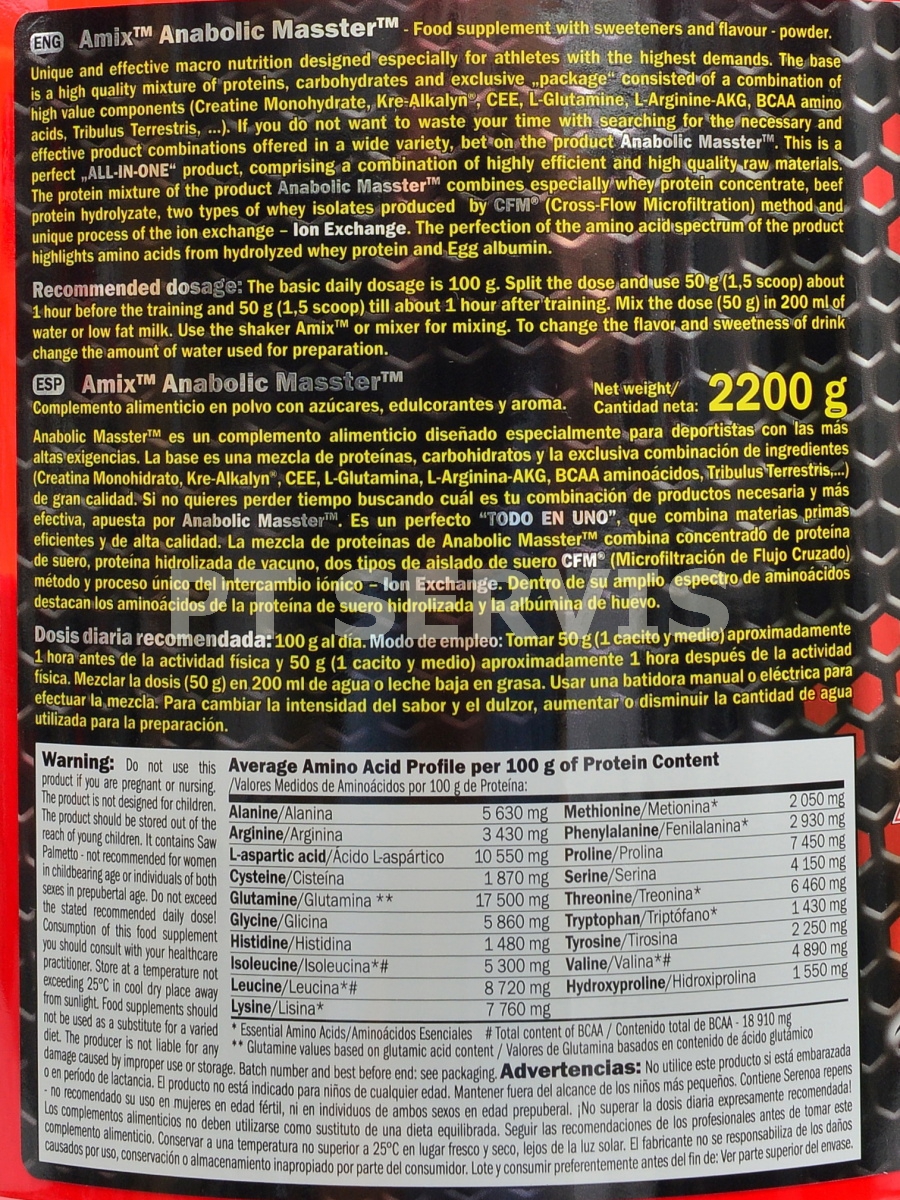 ENG Amix™ Anabolic Masster™ - Food supplement with sweeteners and flavour - powder.
Unique and effective macro nutrition designed especially for athletes with the highest demands. The base
is a high quality mixture of proteins, carbohydrates and exclusive „package“ consisted of a combination of
high value components (Creatine Monohydrate, Kre-Alkalyn®, CEE, L-Glutamine, L-Arginine-AKG, BCAA amino
acids, Tribulus Terrestris, ...). If you do not want to waste your time with searching for the necessary and
effective product combinations offered in a wide variety, bet on the product Anabolic Masster™. This is a
perfect „ALL-IN-ONE“ product, comprising a combination of highly efficient and high quality raw materials.
The protein mixture of the product Anabolic Masster™ combines especially whey protein concentrate, beef
protein hydrolyzate, two types of whey isolates produced by CFM® (Cross-Flow Microfiltration) method and
unique process of the ion exchange – Ion Exchange. The perfection of the amino acid spectrum of the product
highlights amino acids from hydrolyzed whey protein and Egg albumin.
Recommended dosage: The basic daily dosage is 100 g. Split the dose and use 50 g (1,5 scoop) about
1 hour before the training and 50 g (1,5 scoop) till about 1 hour after training. Mix the dose (50 g) in 200 ml of
water or low fat milk. Use the shaker Amix™ or mixer for mixing. To change the flavor and sweetness of drink
change the amount of water used for preparation.
ESP Amix™ Anabolic Masster™
Complemento alimenticio en polvo con azúcares, edulcorantes y aroma.
Net weight/
Cantidad neta: 2200 g
Anabolic Masster™ es un complemento alimenticio diseñado especialmente para deportistas con las más
altas exigencias. La base es una mezcla de proteínas, carbohidratos y la exclusiva combinación de ingredientes
(Creatina Monohidrato, Kre-Alkalyn®, CEE, L-Glutamina, L-Arginina-AKG, BCAA aminoácidos, Tribulus Terrestris,...)
de gran calidad. Si no quieres perder tiempo buscando cuál es tu combinación de productos necesaria y más
efectiva, apuesta por Anabolic Masster™. Es un perfecto “TODO EN UNO”, que combina materias primas
eficientes y de alta calidad. La mezcla de proteínas de Anabolic Masster™ combina concentrado de proteína
de suero, proteína hidrolizada de vacuno, dos tipos de aislado de suero CFM® (Microfiltración de Flujo Cruzado)
método y proceso único del intercambio iónico – Ion Exchange. Dentro de su amplio espectro de aminoácidos
destacan los aminoácidos de la proteína de suero hidrolizada y la albúmina de huevo.
PT SERVIS
Dosis diaria recomendada: 100 g al día. Modo de empleo: Tomar 50 g (1 cacito y medio) aproximadamente
1 hora antes de la actividad física y 50 g (1 cacito y medio) aproximadamente 1 hora después de la actividad
física. Mezclar la dosis (50 g) en 200 ml de agua o leche baja en grasa. Usar una batidora manual o eléctrica para
efectuar la mezcla. Para cambiar la intensidad del sabor y el dulzor, aumentar o disminuir la cantidad de agua
utilizada para la preparación.
Warning: Do not use this
product if you are pregnant or nursing.
The product is not designed for children.
The product should be stored out of the
reach of young children. It contains Saw
Palmetto - not recommended for women
in childbearing age or individuals of both
sexes in prepubertal age. Do not exceed
the stated recommended daily dose!
Consumption of this food supplement
you should consult with your healthcare
practitioner. Store at a temperature not
exceeding 25°C in cool dry place away
from sunlight. Food supplements should
not be used as a substitute for a varied
diet. The producer is not liable for any
Average Amino Acid Profile per 100 g of Protein Content
/Valores Medidos de Aminoácidos por 100 g de Proteína:
Alanine/Alanina 5 630 mg
Arginine/Arginina 3 430 mg
L-aspartic acid/Ácido L-aspártico 10 550 mg
Cysteine/Cisteína 1 870 mg
Glutamine/Glutamina ** 17 500 mg
Glycine/Glicina 5 860 mg
Histidine/Histidina 1 480 mg
Isoleucine/Isoleucina*# 5 300 mg
Leucine/Leucina*# 8 720 mg
Lysine/Lisina* 7 760 mg
Methionine/Metionina* 2 050 mg
Phenylalanine/Fenilalanina* 2 930 mg
Proline/Prolina 7 450 mg
Serine/Serina 4 150 mg
Threonine/Treonina* 6 460 mg
Tryptophan/Triptófano* 1 430 mg
Tyrosine/Tirosina 2 250 mg
Valine/Valina*# 4 890 mg
Hydroxyproline/Hidroxiprolina 1 550 mg
* Essential Amino Acids/Aminoácidos Esenciales # Total content of BCAA / Contenido total de BCAA - 18 910 mg
** Glutamine values based on glutamic acid content / Valores de Glutamina basados en contenido de ácido glutámico
damage caused by improper use or storage. Batch number and best before end: see packaging. Advertencias: No utilice este producto si está embarazada
o en período de lactancia. El producto no está indicado para niños de cualquier edad. Mantener fuera del alcance de los niños más pequeños. Contiene Serenoa repens
- no recomendado su uso en mujeres en edad fértil, ni en individuos de ambos sexos en edad prepuberal. ¡No superar la dosis diaria expresamente recomendada!
Los complementos alimenticios no deben utilizarse como sustituto de una dieta equilibrada. Seguir las recomendaciones de los profesionales antes de tomar este
complemento alimenticio. Conservar a una temperatura no superior a 25°C en lugar fresco y seco, lejos de la luz solar. El fabricante no se responsabiliza de los daños
causados por uso, conservación o almacenamiento inapropiado por parte del consumidor. Lote y consumir preferentemente antes del fin de: Ver parte superior del envase.